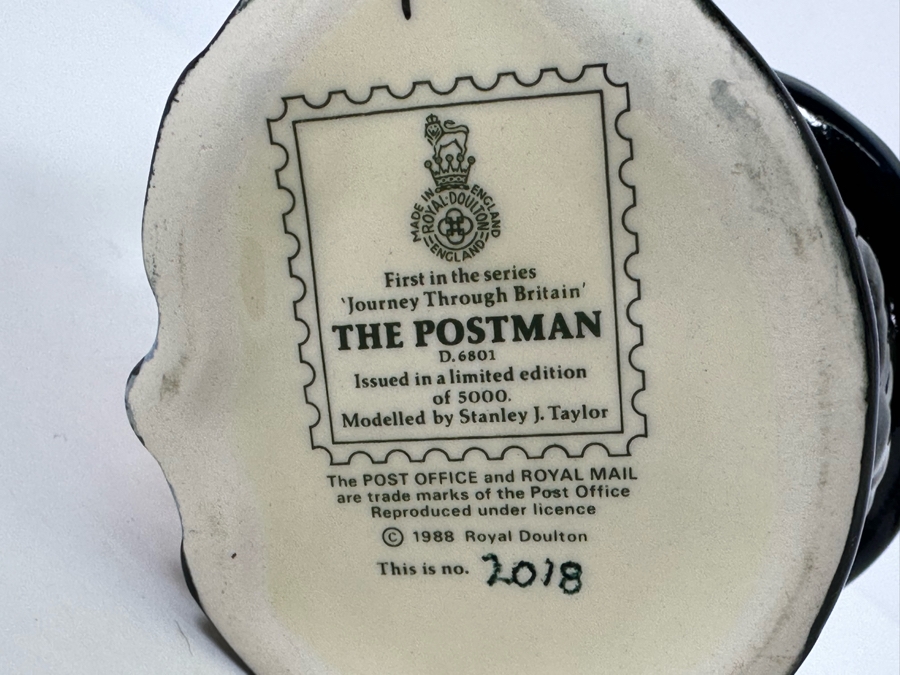 MADE IN ENGLAND
ROYAL·DOULTON
ENGLAND
First in the series
'Journey Through Britain'
THE POSTMAN
D.6801
Issued in a limited edition
of 5000.
Modelled by Stanley J. Taylor
The POST OFFICE and ROYAL MAIL
are trade marks of the Post Office
Reproduced under licence
© 1988 Royal Doulton
This is no. 2018